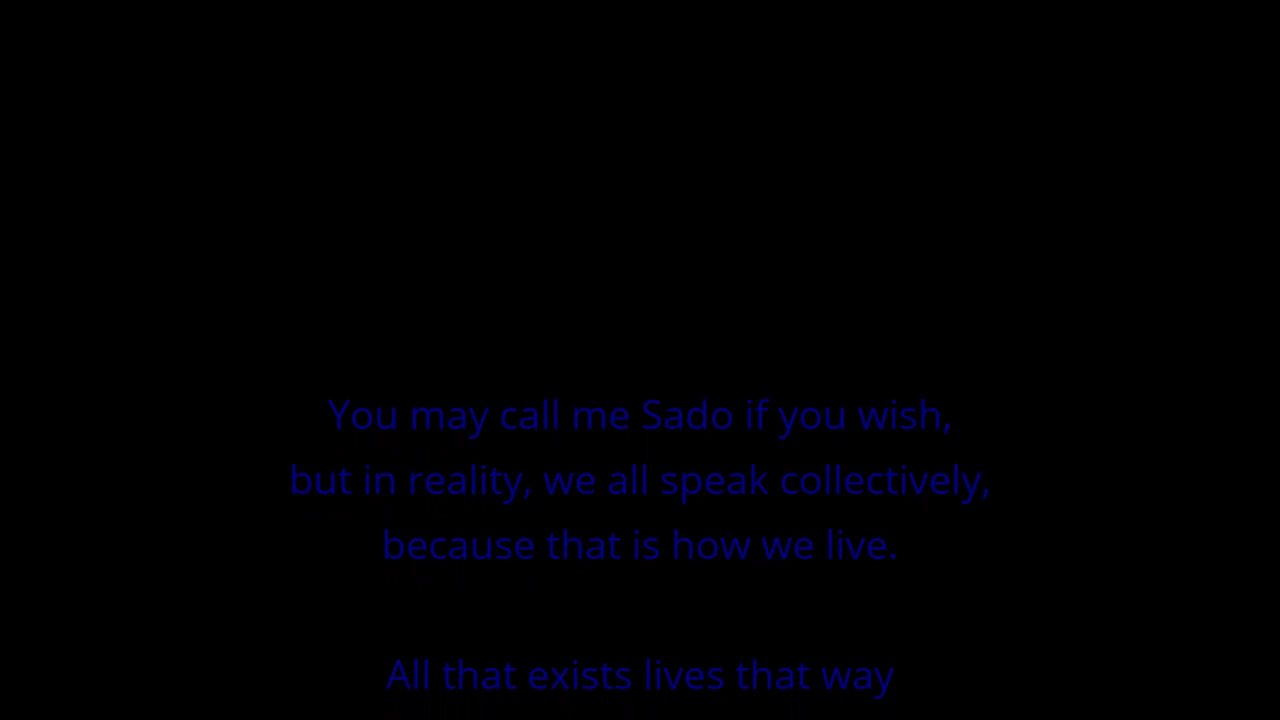 You may call me Sado if you wish,
but in reality, we all speak collectively,
because that is how we live.
All that exists lives that way